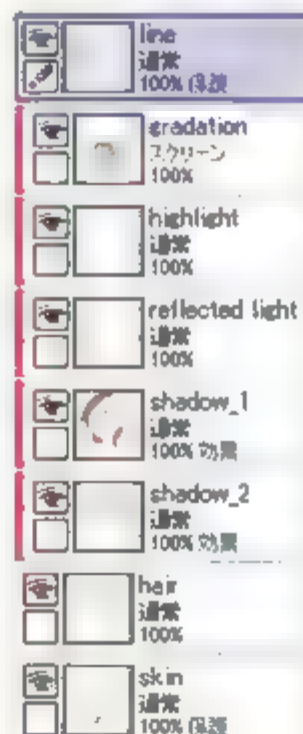 line
通常
100% 保護
gradation
スクリーン
100%
highlight
通常
100%
reflected light
通常
100%
shadow_1
通常
100% 効果
shadow_2
通常
100% 効果
hair
通常
100%
skin
通常
100% 保護